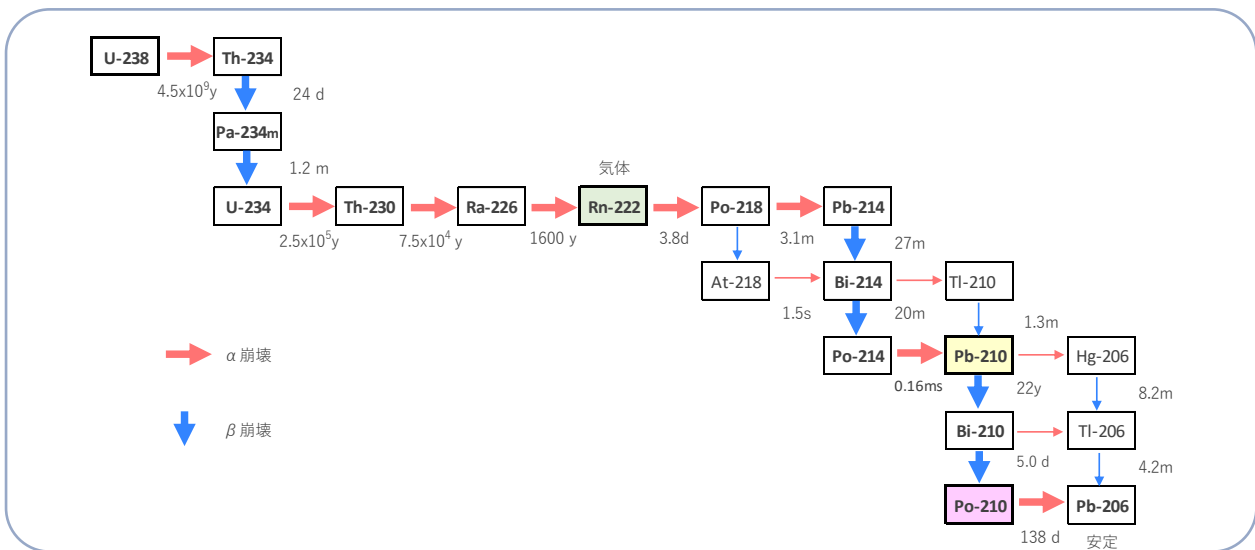 U-238
Th-234
4.5x10⁹y
24 d
Pa-234m
1.2 m
気体
U-234
Th-230
Ra-226
Rn-222
Po-218
Pb-214
2.5x10⁵y
7.5x10⁴ y
1600 y
3.8d
3.1m
27m
At-218
Bi-214
Tl-210
1.5s
20m
1.3m
α 崩壊
Po-214
Pb-210
Hg-206
0.16ms
22y
8.2m
β 崩壊
Bi-210
Tl-206
5.0 d
4.2m
Po-210
Pb-206
138 d
安定